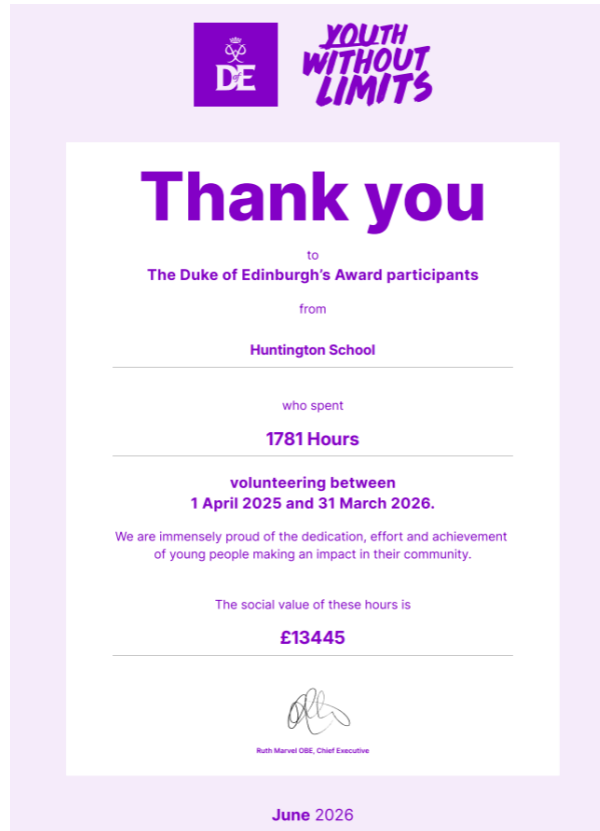 DofE
YOUTH
WITHOUT
LIMITS
Thank you
to
The Duke of Edinburgh's Award participants
from
Huntington School
who spent
1781 Hours
volunteering between
1 April 2025 and 31 March 2026.
We are immensely proud of the dedication, effort and achievement
of young people making an impact in their community.
The social value of these hours is
£13445
Ruth Marvel OBE, Chief Executive
June 2026